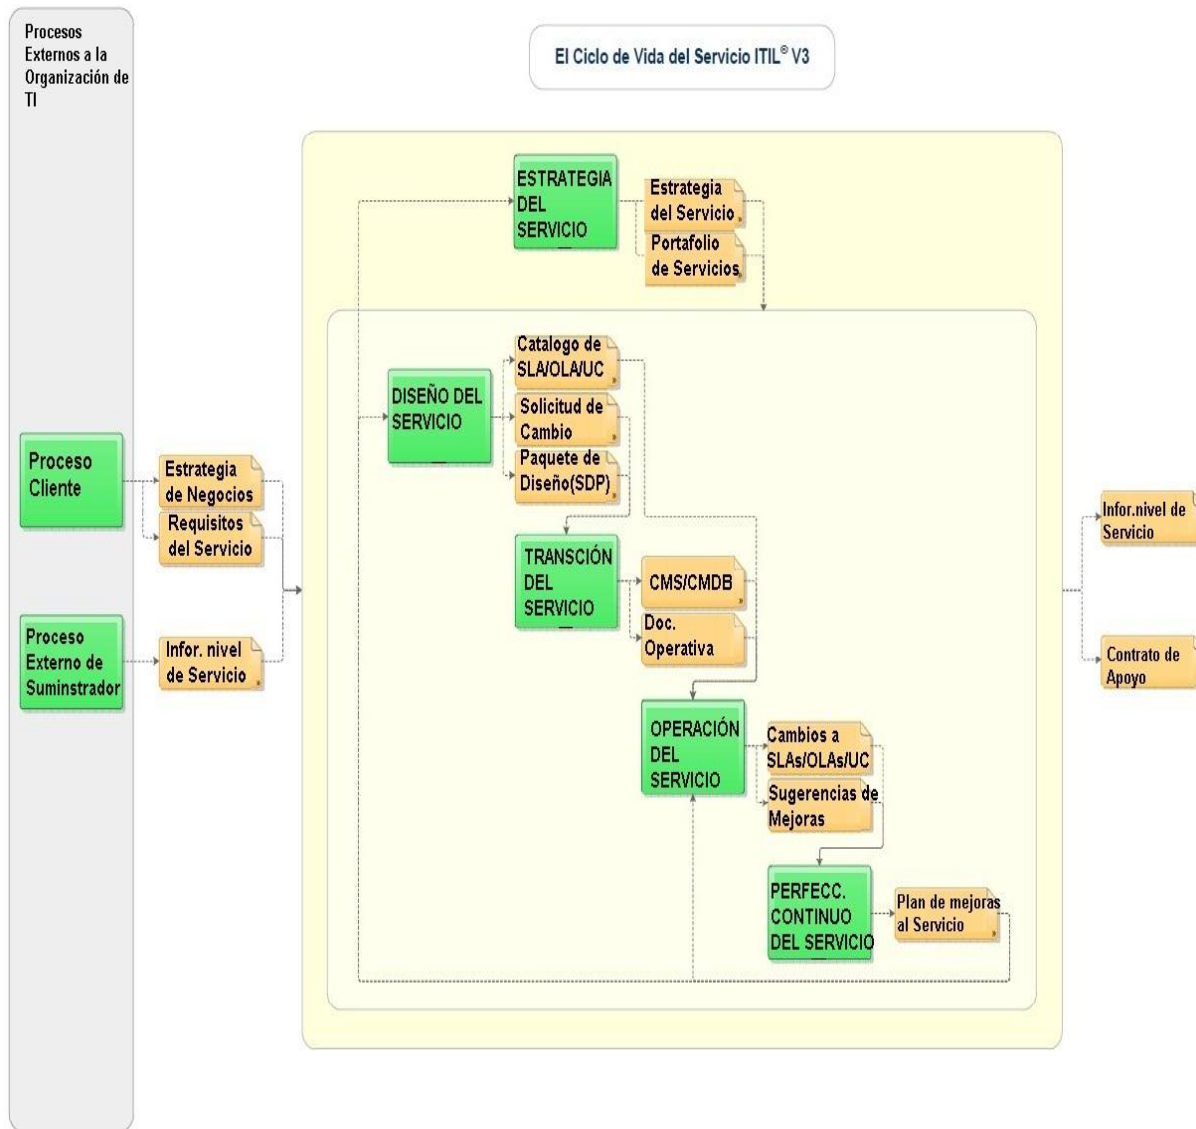 Procesos
Externos a la
Organización de
TI
El Ciclo de Vida del Servicio ITIL® V3
ESTRATEGIA
DEL
SERVICIO
Estrategia
del Servicio
Portafolio
de Servicios
DISEÑO DEL
SERVICIO
Catalogo de
SLA/OLA/UC
Solicitud de
Cambio
Paquete de
Diseño(SDP)
Proceso
Cliente
Estrategia
de Negocios
Requisitos
del Servicio
TRANSCIÓN
DEL
SERVICIO
CMS/CMDB
Doc.
Operativa
Proceso
Externo de
Suminstrador
Infor. nivel
de Servicio
OPERACIÓN
DEL
SERVICIO
Cambios a
SLAs/OLAs/UC
Sugerencias de
Mejoras
PERFECC.
CONTINUO
DEL SERVICIO
Plan de mejoras
al Servicio
Infor.nivel de
Servicio
Contrato de
Apoyo